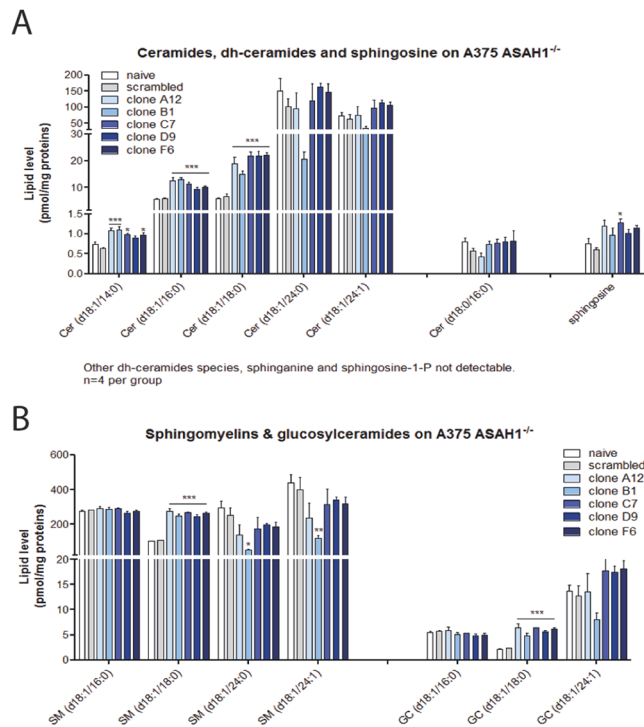 A
Ceramides, dh-ceramides and sphingosine on A375 ASAH1-/-
Lipid level
(pmol/mg proteins)
200
150
100
50
30
20
10
1.5
1.0
0.5
0.0
naive
scrambled
clone A12
clone B1
clone C7
clone D9
clone F6
***
*
*
***
***
*
Cer (d18:1/14:0)
Cer (d18:1/16:0)
Cer (d18:1/18:0)
Cer (d18:1/24:0)
Cer (d18:1/24:1)
Cer (d18:0/16:0)
sphingosine
Other dh-ceramides species, sphinganine and sphingosine-1-P not detectable.
n=4 per group
B
Sphingomyelins & glucosylceramides on A375 ASAH1-/-
Lipid level
(pmol/mg proteins)
600
400
200
20
15
10
5
0
naive
scrambled
clone A12
clone B1
clone C7
clone D9
clone F6
***
*
**
***
SM (d18:1/16:0)
SM (d18:1/18:0)
SM (d18:1/24:0)
SM (d18:1/24:1)
GC (d18:1/16:0)
GC (d18:1/18:0)
GC (d18:1/24:1)